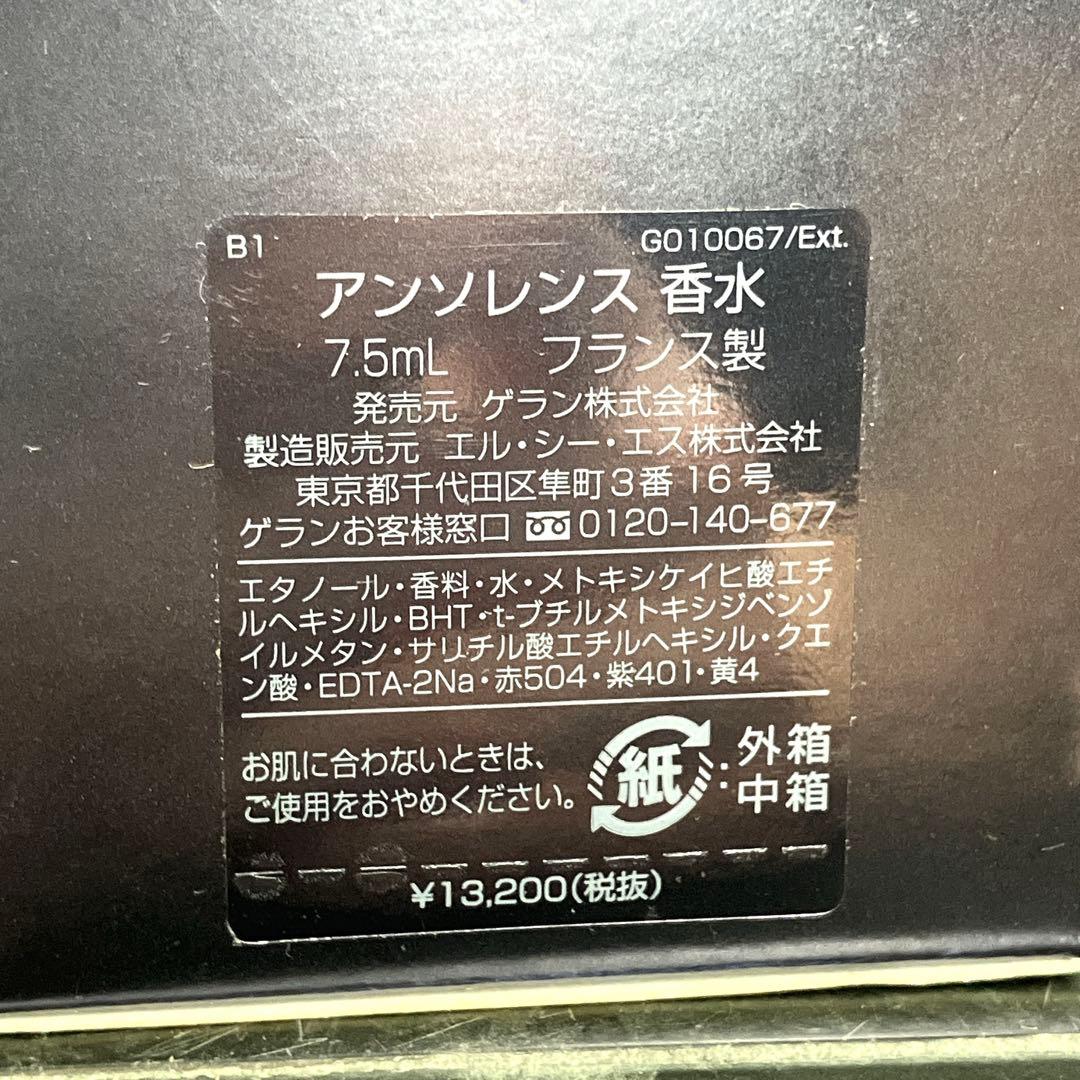 B1 G010067/Ext.
アンソレンス 香水
7.5mL フランス製
発売元 ゲラン株式会社
製造販売元 エル・シー・エス株式会社
東京都千代田区隼町3番16号
ゲランお客様窓口 0120-140-677
エタノール・香料・水・メトキシケイヒ酸エチ
ルヘキシル・BHT・t-ブチルメトキシジベンゾ
イルメタン・サリチル酸エチルヘキシル・クエ
ン酸・EDTA-2Na・赤504・紫401・黄4
お肌に合わないときは、
ご使用をおやめください。
紙:外箱
中箱
¥13,200(税抜)